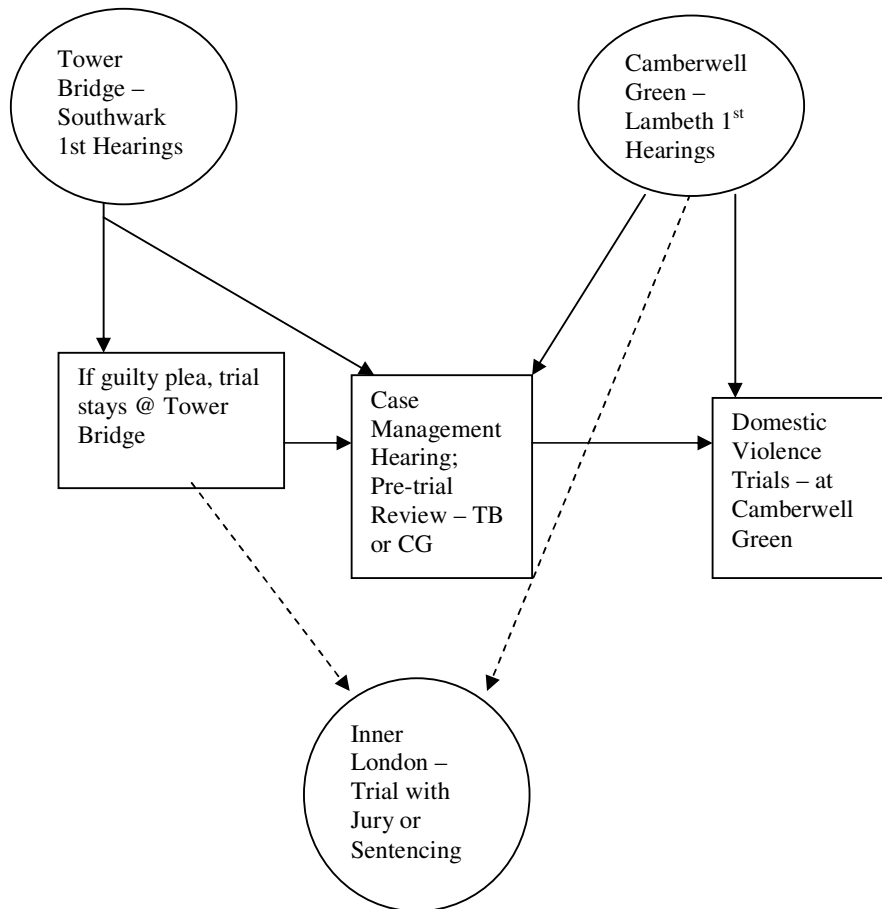 Tower
Bridge –
Southwark
1st Hearings
Camberwell
Green –
Lambeth 1st
Hearings
If guilty plea, trial
stays @ Tower
Bridge
Case
Management
Hearing;
Pre-trial
Review – TB
or CG
Domestic
Violence
Trials – at
Camberwell
Green
Inner
London –
Trial with
Jury or
Sentencing